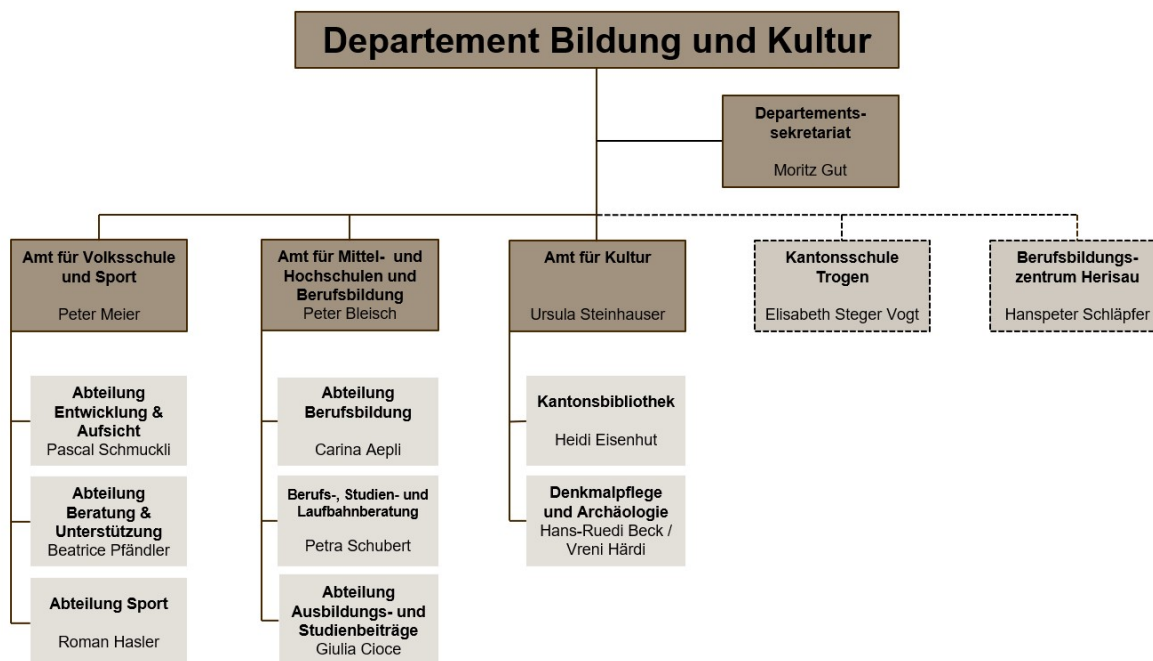 Departement Bildung und Kultur
Departements-
sekretariat
Moritz Gut
Amt für Volksschule
und Sport
Peter Meier
Amt für Mittel- und
Hochschulen und
Berufsbildung
Peter Bleisch
Amt für Kultur
Ursula Steinhauser
Kantonsschule
Trogen
Elisabeth Steger Vogt
Berufsbildungs-
zentrum Herisau
Hanspeter Schläpfer
Abteilung
Entwicklung &
Aufsicht
Pascal Schmuckli
Abteilung
Beratung &
Unterstützung
Beatrice Pfändler
Abteilung Sport
Roman Hasler
Abteilung
Berufsbildung
Carina Aepli
Berufs-, Studien- und
Laufbahnberatung
Petra Schubert
Abteilung
Ausbildungs- und
Studienbeiträge
Giulia Cioce
Kantonsbibliothek
Heidi Eisenhut
Denkmalpflege
und Archäologie
Hans-Ruedi Beck /
Vreni Härdi